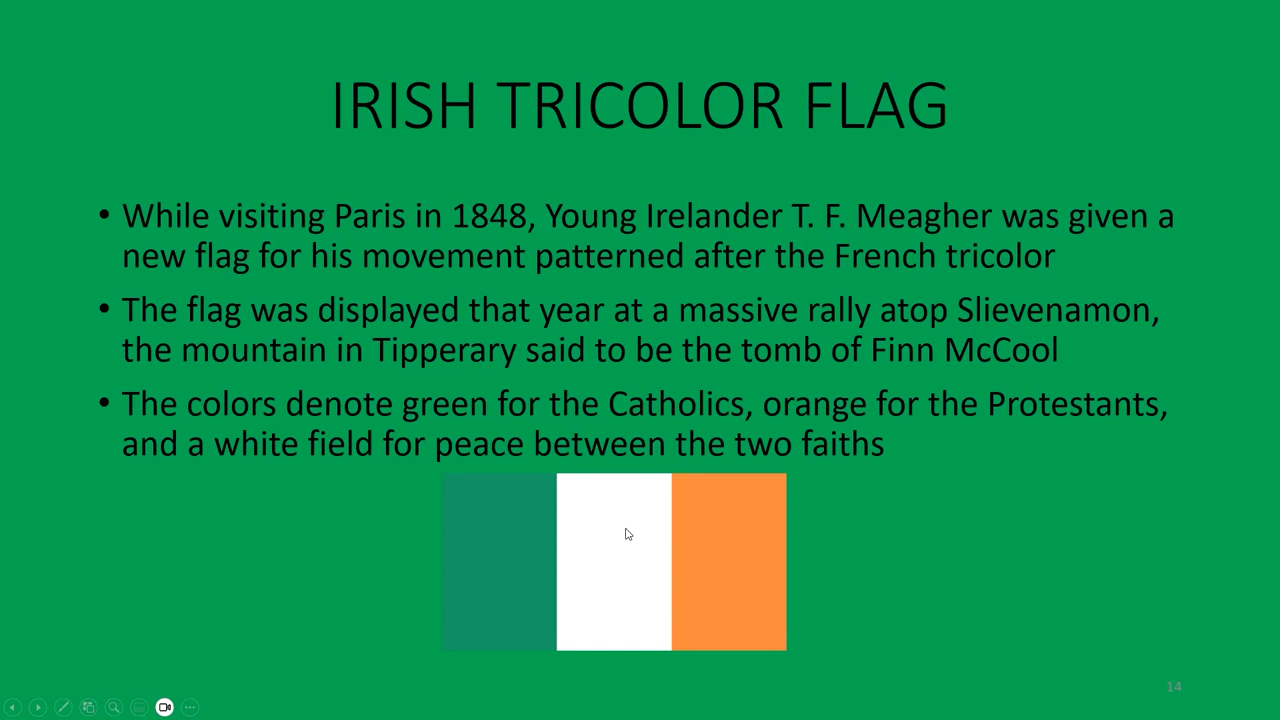 IRISH TRICOLOR FLAG
• While visiting Paris in 1848, Young Irelander T. F. Meagher was given a
new flag for his movement patterned after the French tricolor
• The flag was displayed that year at a massive rally atop Slievenamon,
the mountain in Tipperary said to be the tomb of Finn McCool
• The colors denote green for the Catholics, orange for the Protestants,
and a white field for peace between the two faiths
14